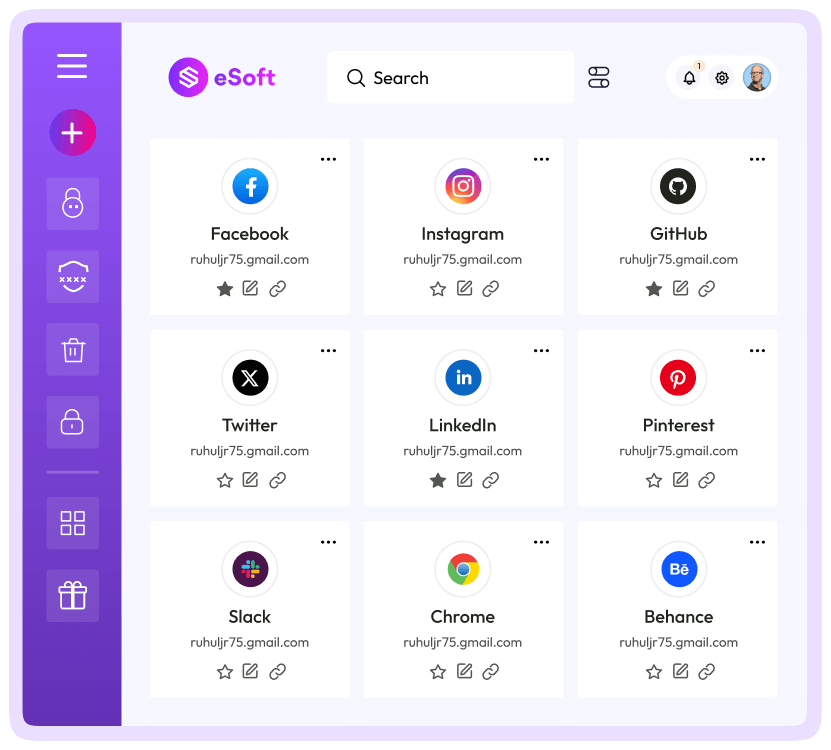 eSoft
Search
1
Facebook
ruhuljr75.gmail.com
Instagram
ruhuljr75.gmail.com
GitHub
ruhuljr75.gmail.com
Twitter
ruhuljr75.gmail.com
in
LinkedIn
ruhuljr75.gmail.com
Pinterest
ruhuljr75.gmail.com
Slack
ruhuljr75.gmail.com
Chrome
ruhuljr75.gmail.com
Bē
Behance
ruhuljr75.gmail.com